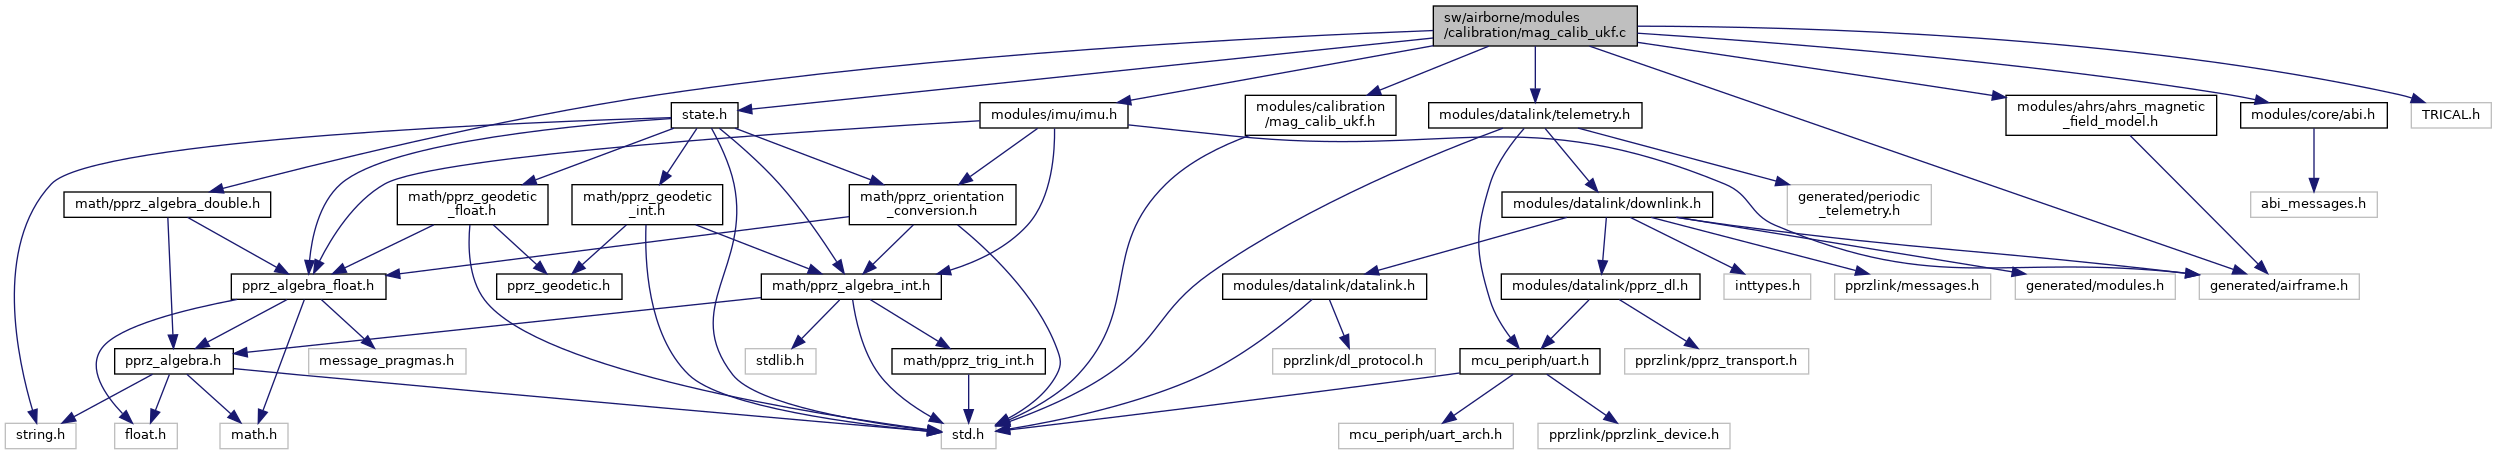 sw/airborne/modules
/calibration/mag_calib_ukf.c
state.h
modules/imu/imu.h
modules/calibration
/mag_calib_ukf.h
modules/datalink/telemetry.h
modules/ahrs/ahrs_magnetic
_field_model.h
modules/core/abi.h
TRICAL.h
math/pprz_algebra_double.h
math/pprz_geodetic
_float.h
math/pprz_geodetic
_int.h
math/pprz_orientation
_conversion.h
modules/datalink/downlink.h
generated/periodic
_telemetry.h
abi_messages.h
pprz_algebra_float.h
pprz_geodetic.h
math/pprz_algebra_int.h
modules/datalink/datalink.h
modules/datalink/pprz_dl.h
inttypes.h
pprzlink/messages.h
generated/modules.h
generated/airframe.h
pprz_algebra.h
message_pragmas.h
stdlib.h
math/pprz_trig_int.h
pprzlink/dl_protocol.h
mcu_periph/uart.h
pprzlink/pprz_transport.h
string.h
float.h
math.h
std.h
mcu_periph/uart_arch.h
pprzlink/pprzlink_device.h